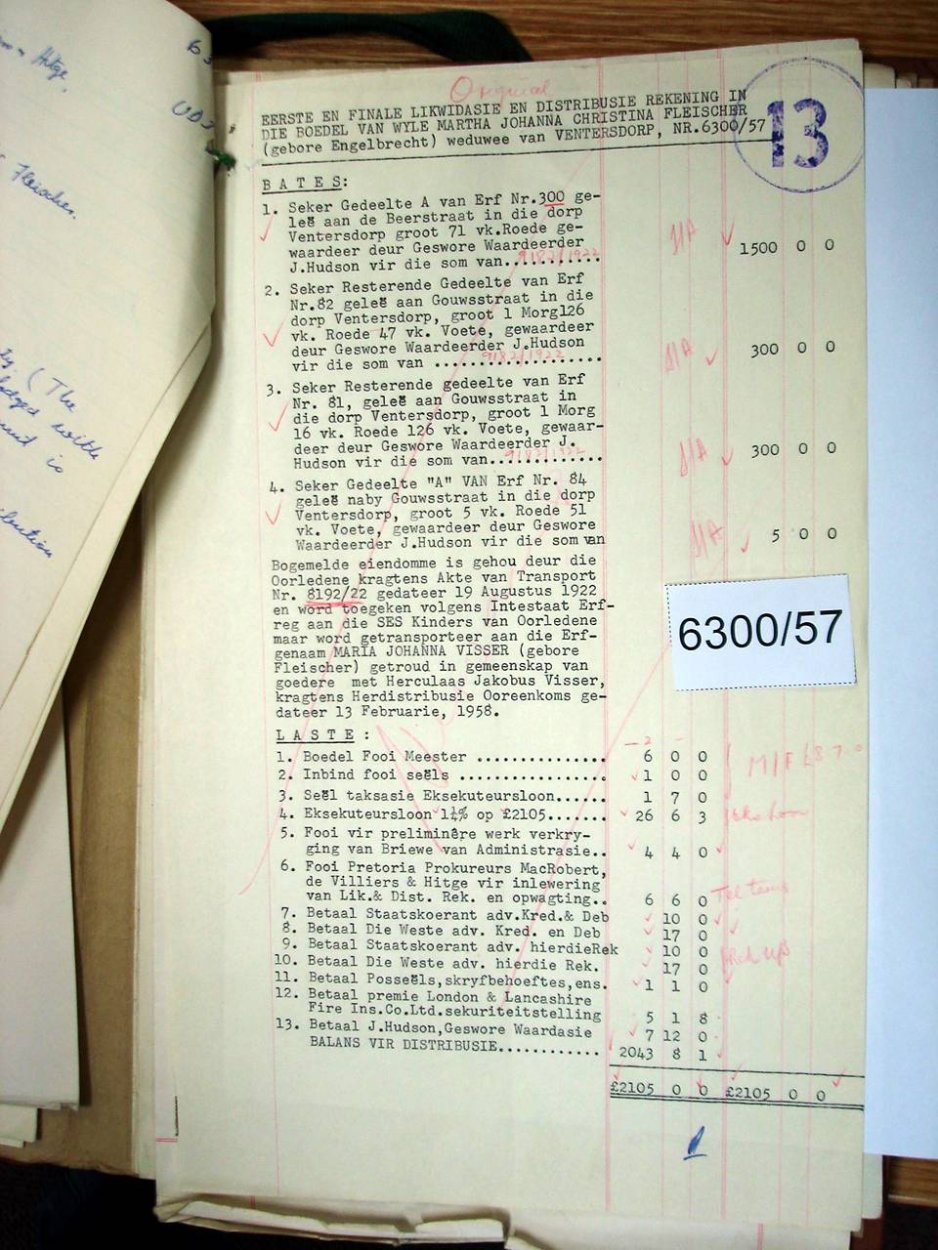 Original
EERSTE EN FINALE LIKWIDASIE EN DISTRIBUSIE REKENING IN
DIE BOEDEL VAN WYLE MARTHA JOHANNA CHRISTINA FLEISCHER
(gebore Engelbrecht) weduwee van VENTERSDORP, NR.6300/57
13
BATES:
1. Seker Gedeelte A van Erf Nr.300 ge-
leë aan de Beerstraat in die dorp
Ventersdorp groot 71 vk.Roede ge-
waardeer deur Geswore Waardeerder
J.Hudson vir die som van.......... 1500 0 0
2. Seker Resterende Gedeelte van Erf
Nr.82 geleë aan Gouwsstraat in die
dorp Ventersdorp, groot 1 Morg126
vk. Roede 47 vk. Voete, gewaardeer
deur Geswore Waardeerder J.Hudson
vir die som van .................... 300 0 0
3. Seker Resterende gedeelte van Erf
Nr. 81, geleë aan Gouwsstraat in
die dorp Ventersdorp, groot 1 Morg
16 vk. Roede 126 vk. Voete, gewaar-
deer deur Geswore Waardeerder J.
Hudson vir die som van............. 300 0 0
4. Seker Gedeelte "A" VAN Erf Nr. 84
geleë naby Gouwsstraat in die dorp
Ventersdorp, groot 5 vk. Roede 51
vk. Voete, gewaardeer deur Geswore
Waardeerder J.Hudson vir die som van 5 0 0
Bogemelde eiendomme is gehou deur die
Oorledene kragtens Akte van Transport
Nr. 8192/22 gedateer 19 Augustus 1922
en word toegeken volgens Intestaat Erf-
reg aan die SES Kinders van Oorledene
maar word getransporteer aan die Erf-
genaam MARIA JOHANNA VISSER (gebore
Fleischer) getroud in gemeenskap van
goedere met Herculaas Jakobus Visser,
kragtens Herdistribusie Ooreenkoms ge-
dateer 13 Februarie, 1958.
6300/57
LASTE :
1. Boedel Fooi Meester ............... 6 0 0
2. Inbind fooi seëls ................. 1 0 0
3. Seël taksasie Eksekuteursloon...... 1 7 0
4. Eksekuteursloon 1¼% op £2105....... 26 6 3
5. Fooi vir preliminêre werk verkry-
ging van Briewe van Administrasie.. 4 4 0
6. Fooi Pretoria Prokureurs MacRobert,
de Villiers & Hitge vir inlewering
van Lik.& Dist. Rek. en opwagting.. 6 6 0
7. Betaal Staatskoerant adv.Kred.& Deb 10 0
8. Betaal Die Weste adv. Kred. en Deb 17 0
9. Betaal Staatskoerant adv. hierdieRek 10 0
10. Betaal Die Weste adv. hierdie Rek. 17 0
11. Betaal Posseëls,skryfbehoeftes,ens. 1 1 0
12. Betaal premie London & Lancashire
Fire Ins.Co.Ltd.sekuriteitstelling 5 1 8
13. Betaal J.Hudson,Geswore Waardasie 7 12 0
BALANS VIR DISTRIBUSIE............ 2043 8 1
£2105 0 0 £2105 0 0
Hitge,
Fleischer.
(The
lodged with
is